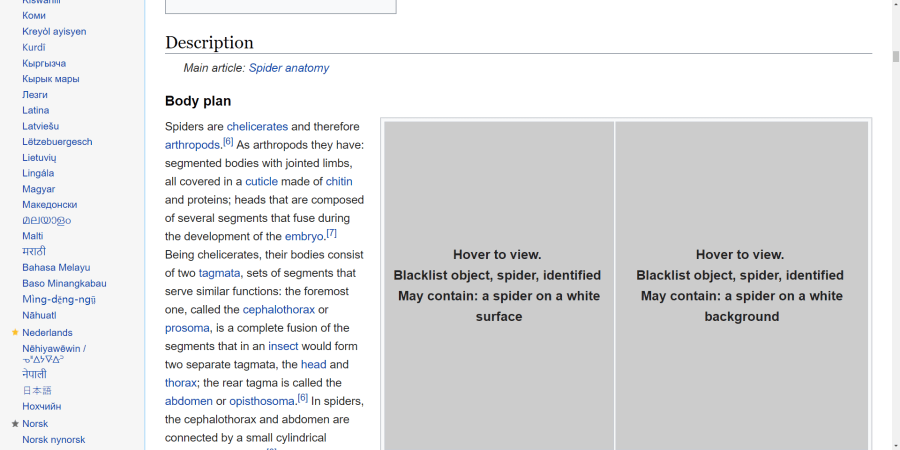 Коми
Kreyòl ayisyen
Kurdî
Кыргызча
Кырык мары
Лезги
Latina
Latviešu
Lëtzebuergesch
Lietuvių
Lingála
Magyar
Македонски
മലയാളം
Malti
मराठी
Bahasa Melayu
Baso Minangkabau
Mìng-dĕ̤ng-ngṳ̄
Nāhuatl
Nederlands
Nēhiyawēwin /
ᓀᐦᐃᔭᐍᐏᐣ
नेपाली
日本語
Нохчийн
Norsk
Norsk nynorsk
Description
Main article: Spider anatomy
Body plan
Spiders are chelicerates and therefore
arthropods.[6] As arthropods they have:
segmented bodies with jointed limbs,
all covered in a cuticle made of chitin
and proteins; heads that are composed
of several segments that fuse during
the development of the embryo.[7]
Being chelicerates, their bodies consist
of two tagmata, sets of segments that
serve similar functions: the foremost
one, called the cephalothorax or
prosoma, is a complete fusion of the
segments that in an insect would form
two separate tagmata, the head and
thorax; the rear tagma is called the
abdomen or opisthosoma.[6] In spiders,
the cephalothorax and abdomen are
connected by a small cylindrical
Hover to view.
Blacklist object, spider, identified
May contain: a spider on a white
surface
Hover to view.
Blacklist object, spider, identified
May contain: a spider on a white
background